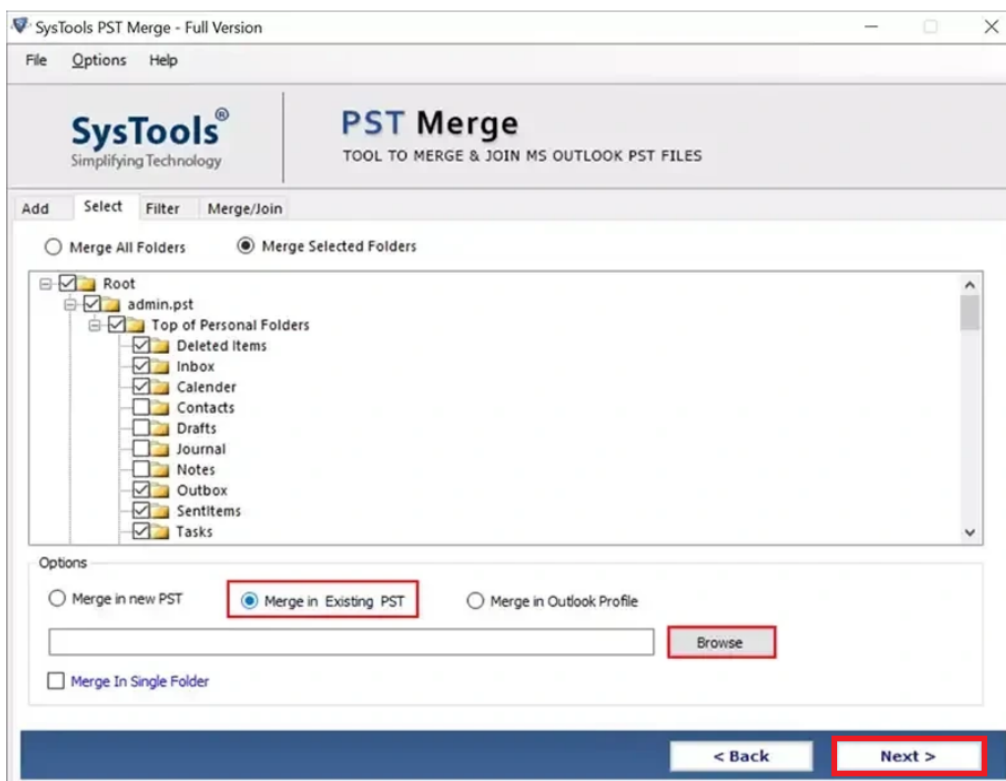 SysTools PST Merge - Full Version
File Options Help
SysTools®
Simplifying Technology
PST Merge
TOOL TO MERGE & JOIN MS OUTLOOK PST FILES
Add Select Filter Merge/Join
Merge All Folders Merge Selected Folders
Root
admin.pst
Top of Personal Folders
Deleted Items
Inbox
Calender
Contacts
Drafts
Journal
Notes
Outbox
SentItems
Tasks
Options
Merge in new PST Merge in Existing PST Merge in Outlook Profile
Browse
Merge In Single Folder
< Back Next >